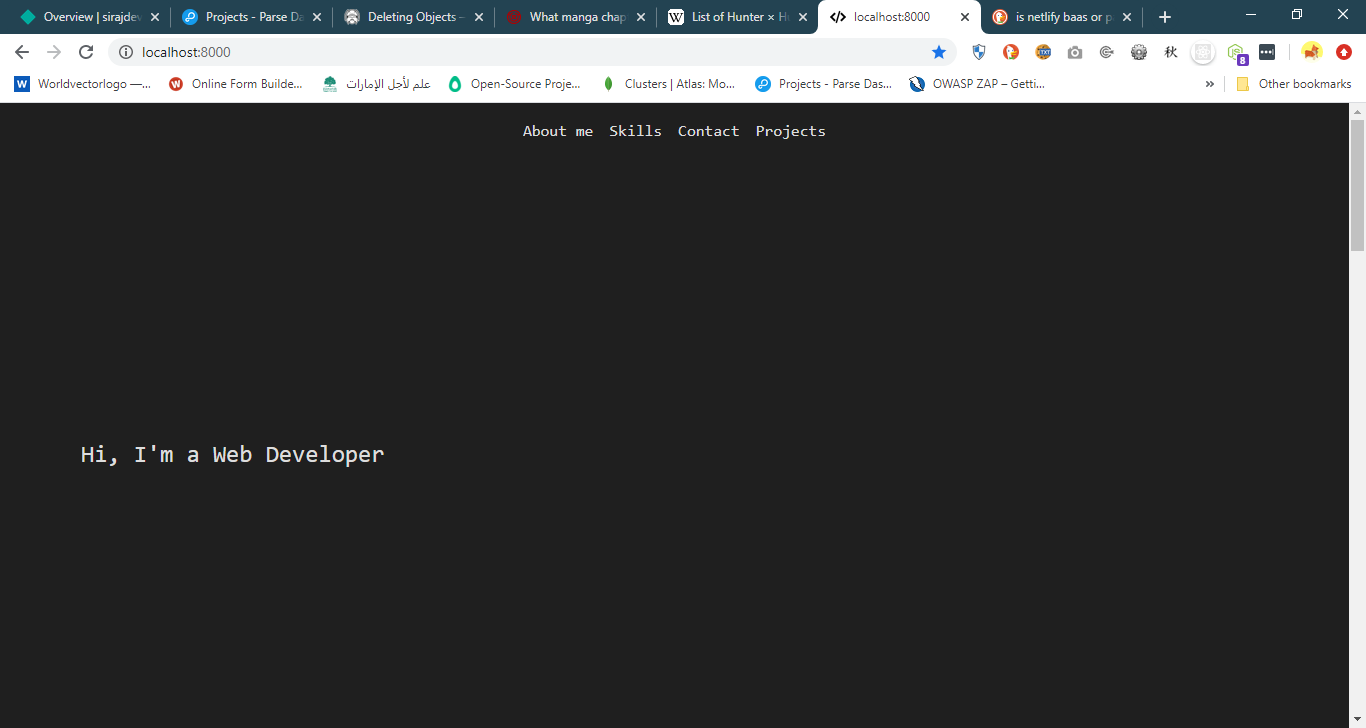 Overview | sirajdev
Projects - Parse Da
Deleting Objects –
What manga chap
List of Hunter × Hu
localhost:8000
is netlify baas or p
localhost:8000
8
Worldvectorlogo —...
Online Form Builde...
علم لأجل الإمارات
Open-Source Proje...
Clusters | Atlas: Mo...
Projects - Parse Das...
OWASP ZAP – Getti...
Other bookmarks
About me Skills Contact Projects
Hi, I'm a Web Developer